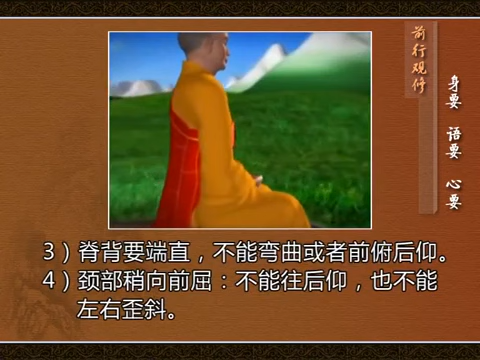 前行观修
身要 语要 心要
3）脊背要端直，不能弯曲或者前俯后仰。
4）颈部稍向前屈：不能往后仰，也不能
左右歪斜。